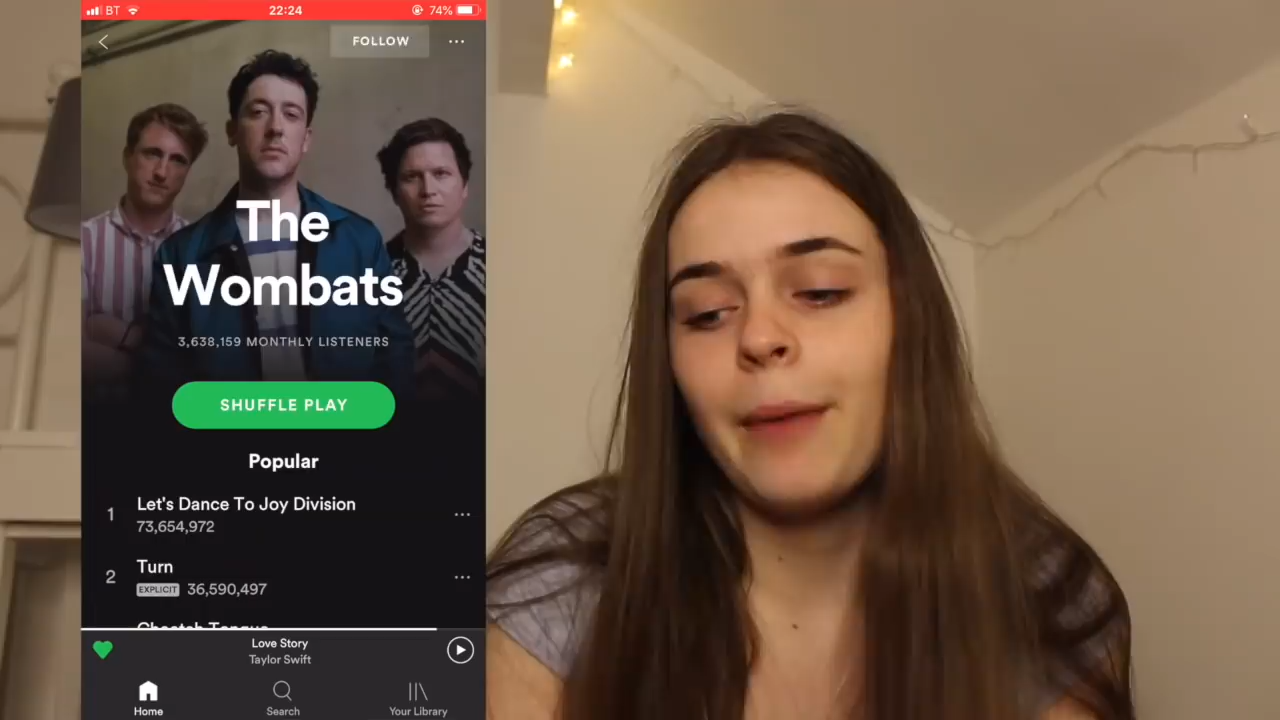 BT 22:24 74%
FOLLOW
The
Wombats
3,638,159 MONTHLY LISTENERS
SHUFFLE PLAY
Popular
1 Let's Dance To Joy Division
73,654,972
2 Turn
EXPLICIT 36,590,497
Cheetah Tongue
Love Story
Taylor Swift
Home Search Your Library